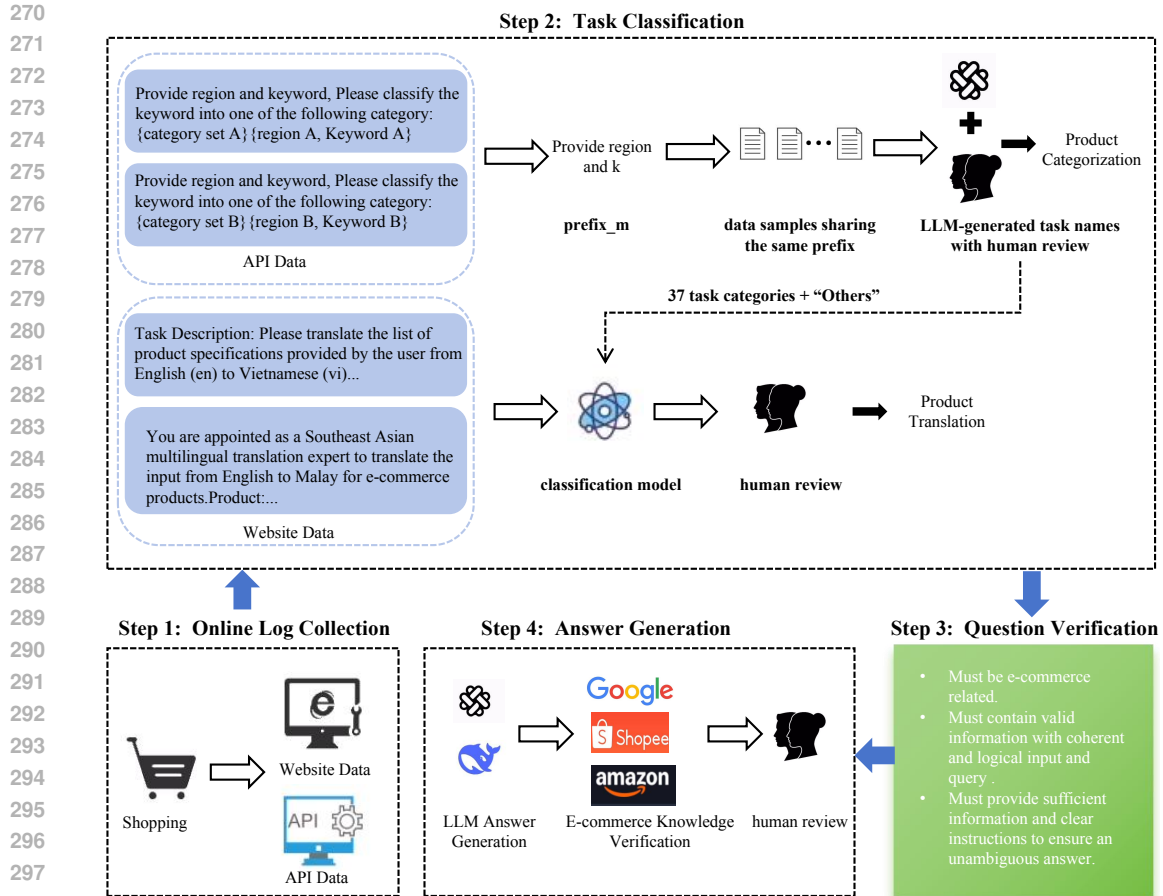 270
271
272
273
274
275
276
277
278
279
280
281
282
283
284
285
286
287
288
289
290
291
292
293
294
295
296
297
Step 2: Task Classification
Provide region and keyword, Please classify the
keyword into one of the following category:
{category set A}{region A, Keyword A}
Provide region and keyword, Please classify the
keyword into one of the following category:
{category set B}{region B, Keyword B}
API Data
Provide region
and k
prefix_m
data samples sharing
the same prefix
LLM-generated task names
with human review
Product
Categorization
37 task categories + “Others”
Task Description: Please translate the list of
product specifications provided by the user from
English (en) to Vietnamese (vi)...
You are appointed as a Southeast Asian
multilingual translation expert to translate the
input from English to Malay for e-commerce
products.Product:...
Website Data
classification model
human review
Product
Translation
Step 1: Online Log Collection
Shopping
Website Data
API
API Data
Step 4: Answer Generation
LLM Answer
Generation
Google
Shopee
amazon
E-commerce Knowledge
Verification
human review
Step 3: Question Verification
• Must be e-commerce
related.
• Must contain valid
information with coherent
and logical input and
query .
• Must provide sufficient
information and clear
instructions to ensure an
unambiguous answer.